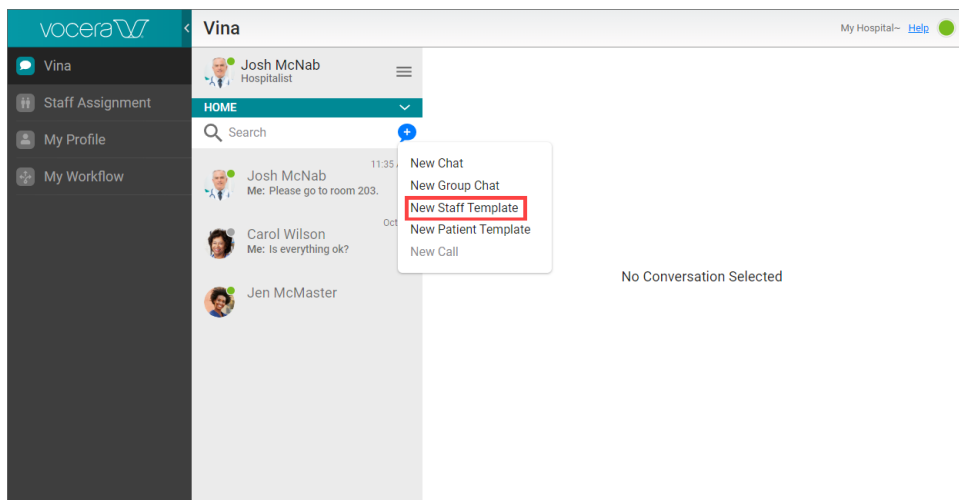 vocera
Vina
My Hospital~ Help
Vina
Staff Assignment
My Profile
My Workflow
Josh McNab
Hospitalist
HOME
Search
11:35
Josh McNab
Me: Please go to room 203.
Oct
Carol Wilson
Me: Is everything ok?
Jen McMaster
New Chat
New Group Chat
New Staff Template
New Patient Template
New Call
No Conversation Selected